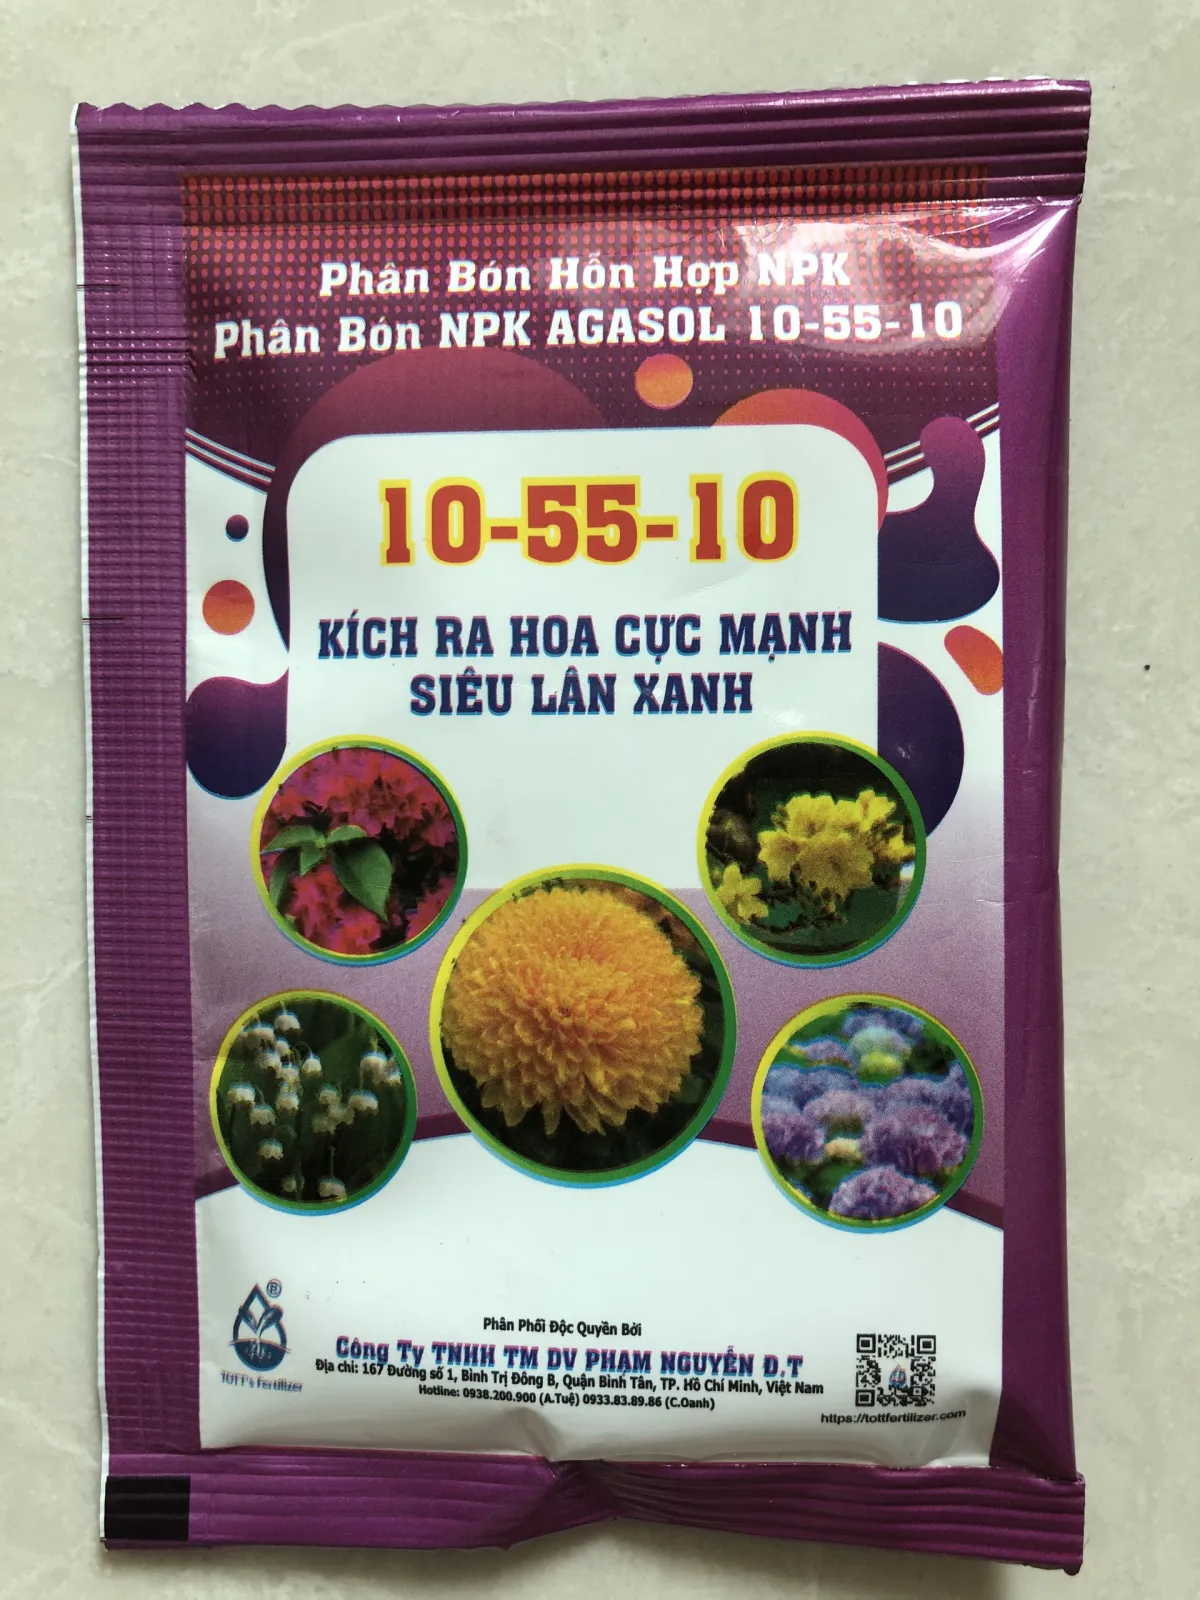 Phân Bón Hỗn Hợp NPK
Phân Bón NPK AGASOL 10-55-10
10-55-10
KÍCH RA HOA CỰC MẠNH
SIÊU LÂN XANH
®
TOTT's Fertilizer
Phân Phối Độc Quyền Bởi
Công Ty TNHH TM DV PHẠM NGUYỄN Đ.T
Địa chỉ: 167 Đường số 1, Bình Trị Đông B, Quận Bình Tân, TP. Hồ Chí Minh, Việt Nam
Hotline: 0938.200.900 (A.Tuệ) 0933.83.89.86 (C.Oanh)
https://tottfertilizer.com